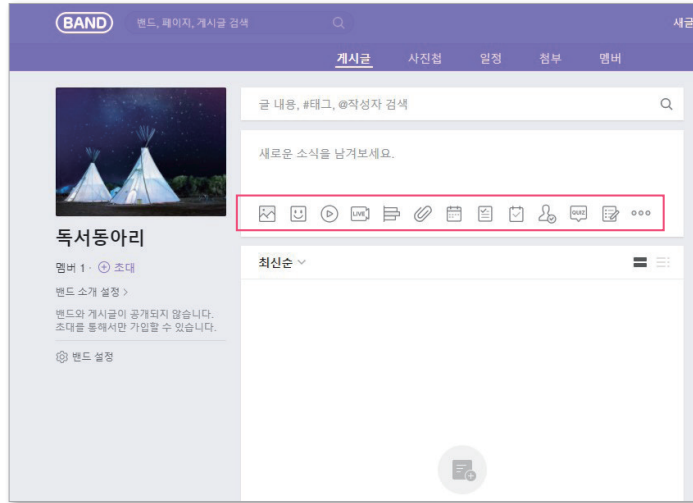 BAND 밴드, 페이지, 게시글 검색 새글
게시글 사진첩 일정 첨부 멤버
글 내용, #태그, @작성자 검색
새로운 소식을 남겨보세요.
LIVE QUIZ
독서동아리
멤버 1 · 초대
밴드 소개 설정 >
밴드와 게시글이 공개되지 않습니다.
초대를 통해서만 가입할 수 있습니다.
밴드 설정
최신순